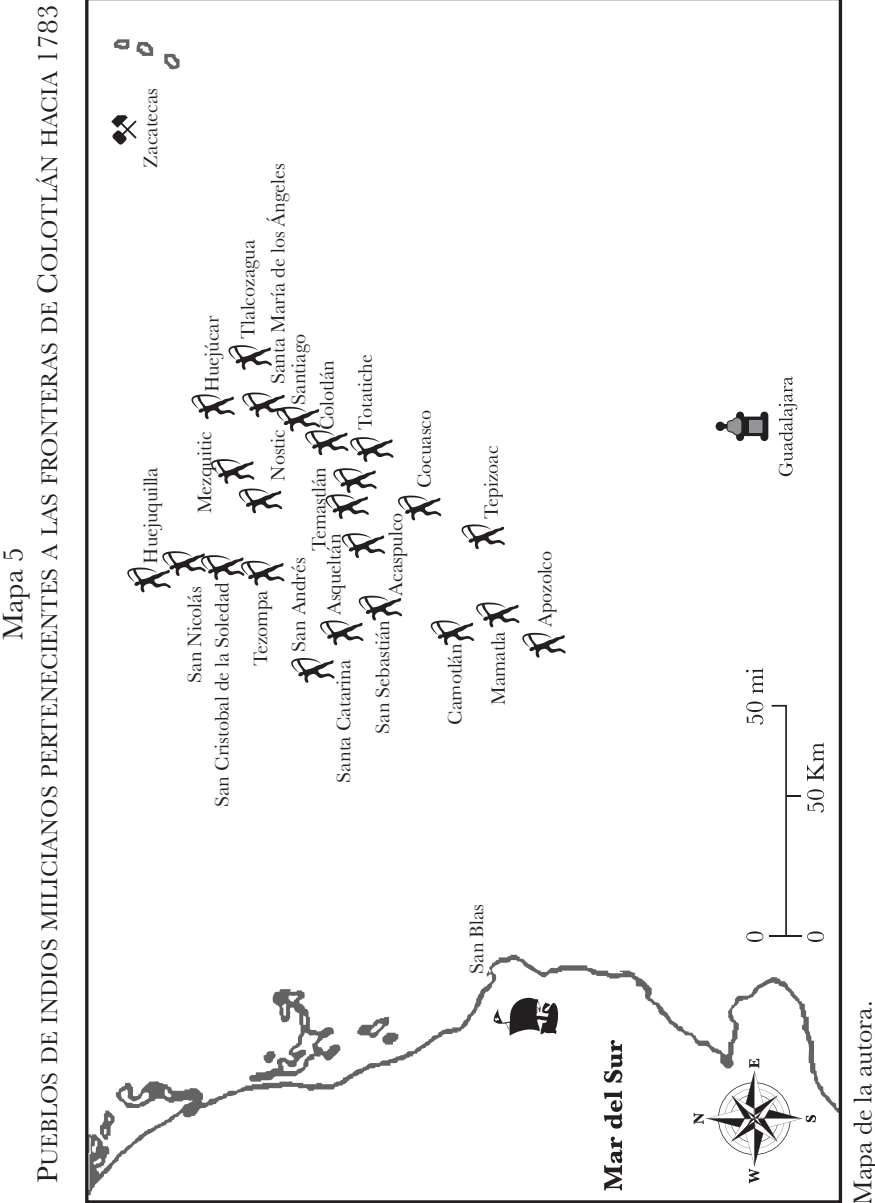 Mapa 5
Pueblos de indios milicianos pertenecientes a las fronteras de Colotlán hacia 1783
Zacatecas
Huejuquilla
Huejúcar
Mezquitic
Tlalcozagua
San Nicolás
Santa María de los Ángeles
San Cristobal de la Soledad
Nostic
Santiago
Tezompa
Colotlán
San Andrés
Temastlán
Totatiche
Asqueltán
Santa Catarina
Acaspulco
San Sebastián
Cocuasco
Camotlán
Tepizoac
Mamatla
Apozolco
San Blas
Guadalajara
Mar del Sur
0
50 mi
0
50 Km
N
W
E
S
Mapa de la autora.